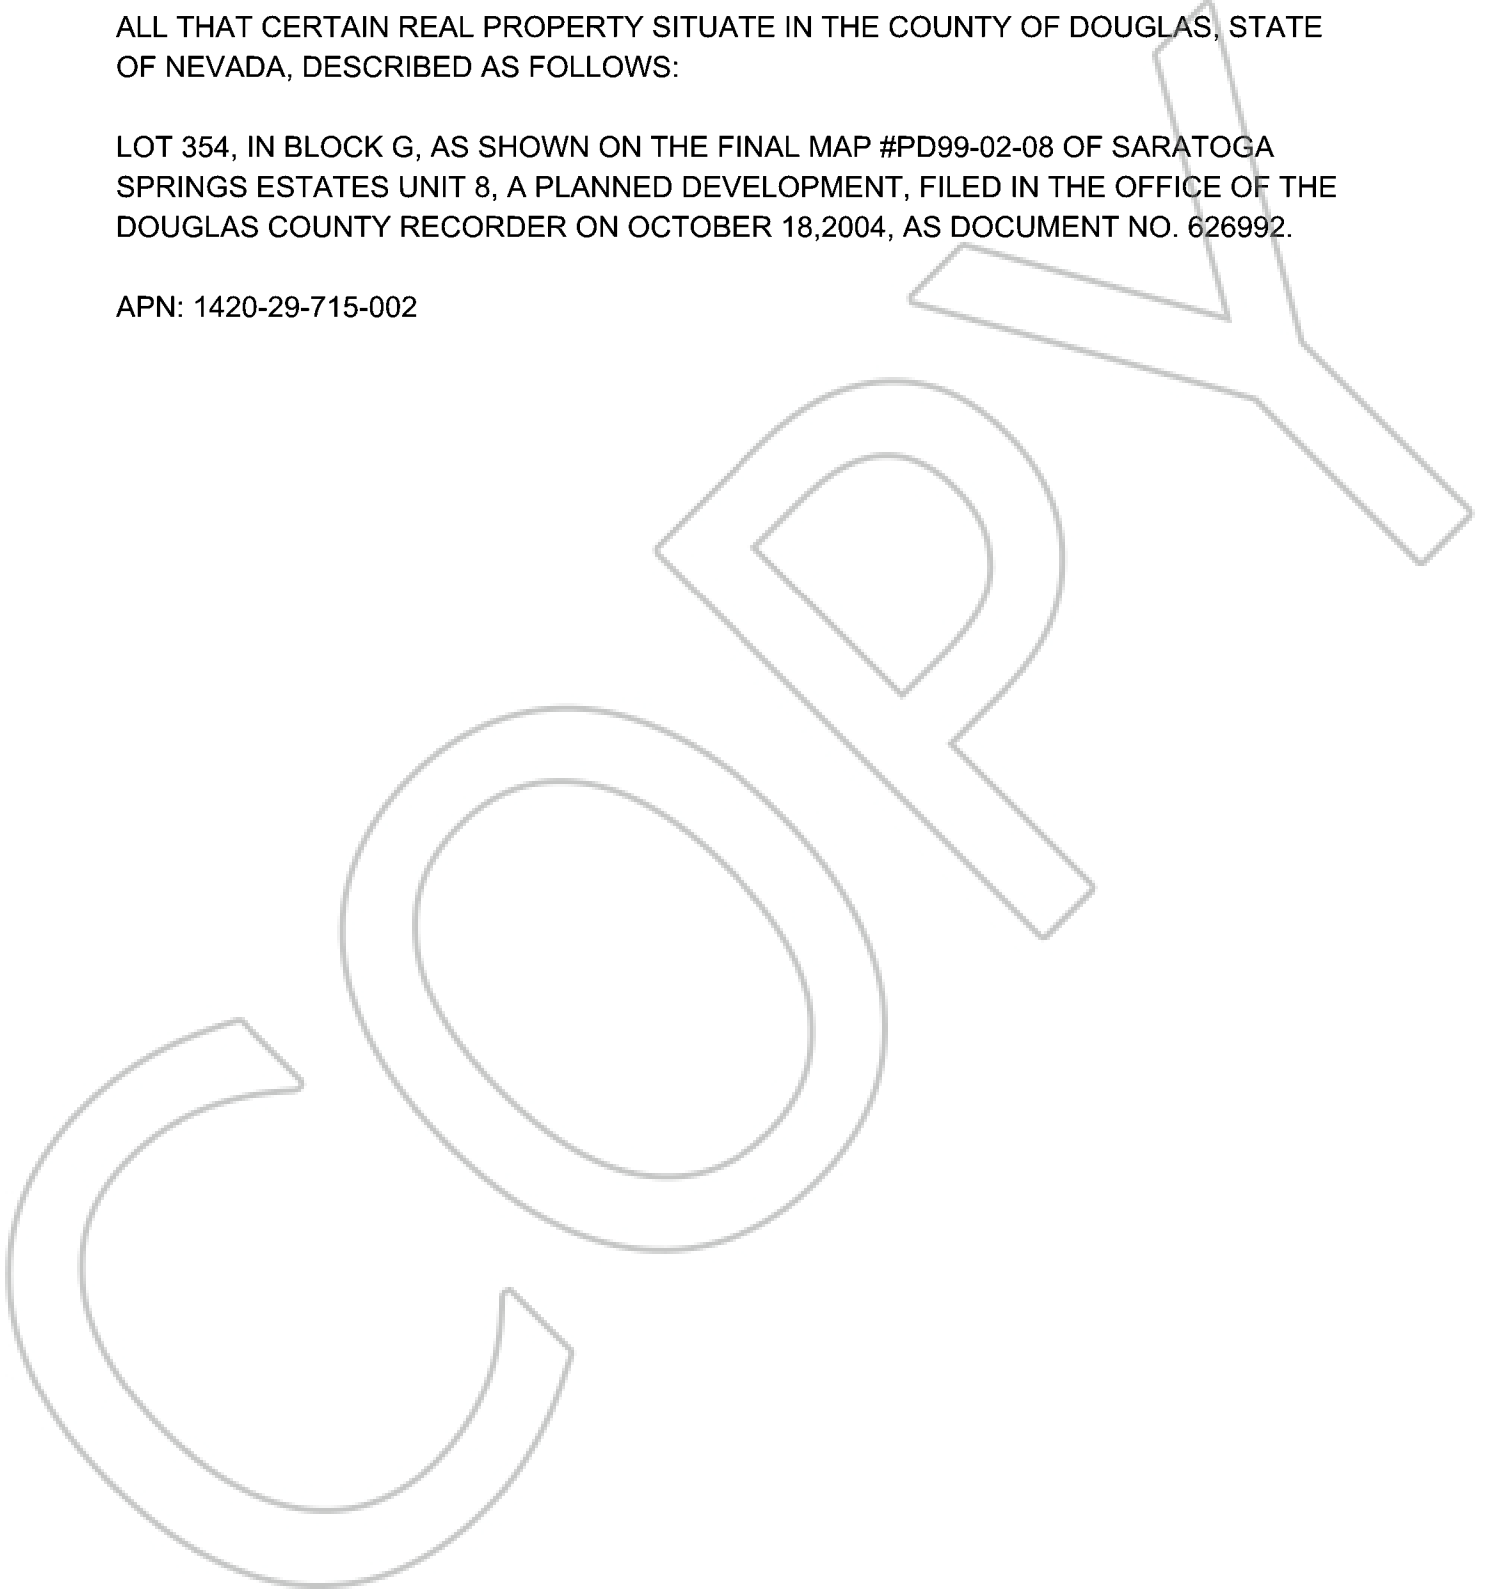 ALL THAT CERTAIN REAL PROPERTY SITUATE IN THE COUNTY OF DOUGLAS, STATE
OF NEVADA, DESCRIBED AS FOLLOWS:
LOT 354, IN BLOCK G, AS SHOWN ON THE FINAL MAP #PD99-02-08 OF SARATOGA
SPRINGS ESTATES UNIT 8, A PLANNED DEVELOPMENT, FILED IN THE OFFICE OF THE
DOUGLAS COUNTY RECORDER ON OCTOBER 18,2004, AS DOCUMENT NO. 626992.
APN: 1420-29-715-002
COPY